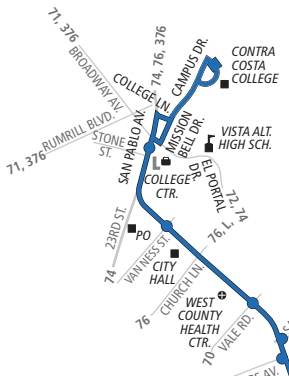 71, 376
BROADWAY AV.
74, 76, 376
COLLEGE LN.
CAMPUS DR.
CONTRA
COSTA
COLLEGE
RUMRILL BLVD.
71, 376
STONE
ST.
SAN PABLO AV.
MISSION
BELL DR.
VISTA ALT.
HIGH SCH.
L
COLLEGE
CTR.
EL PORTAL
DR.
72, 74
23RD ST.
74
PO
VAN NESS ST.
CITY
HALL
76, L
CHURCH LN.
76
WEST
COUNTY
HEALTH
CTR.
VALE RD.
70